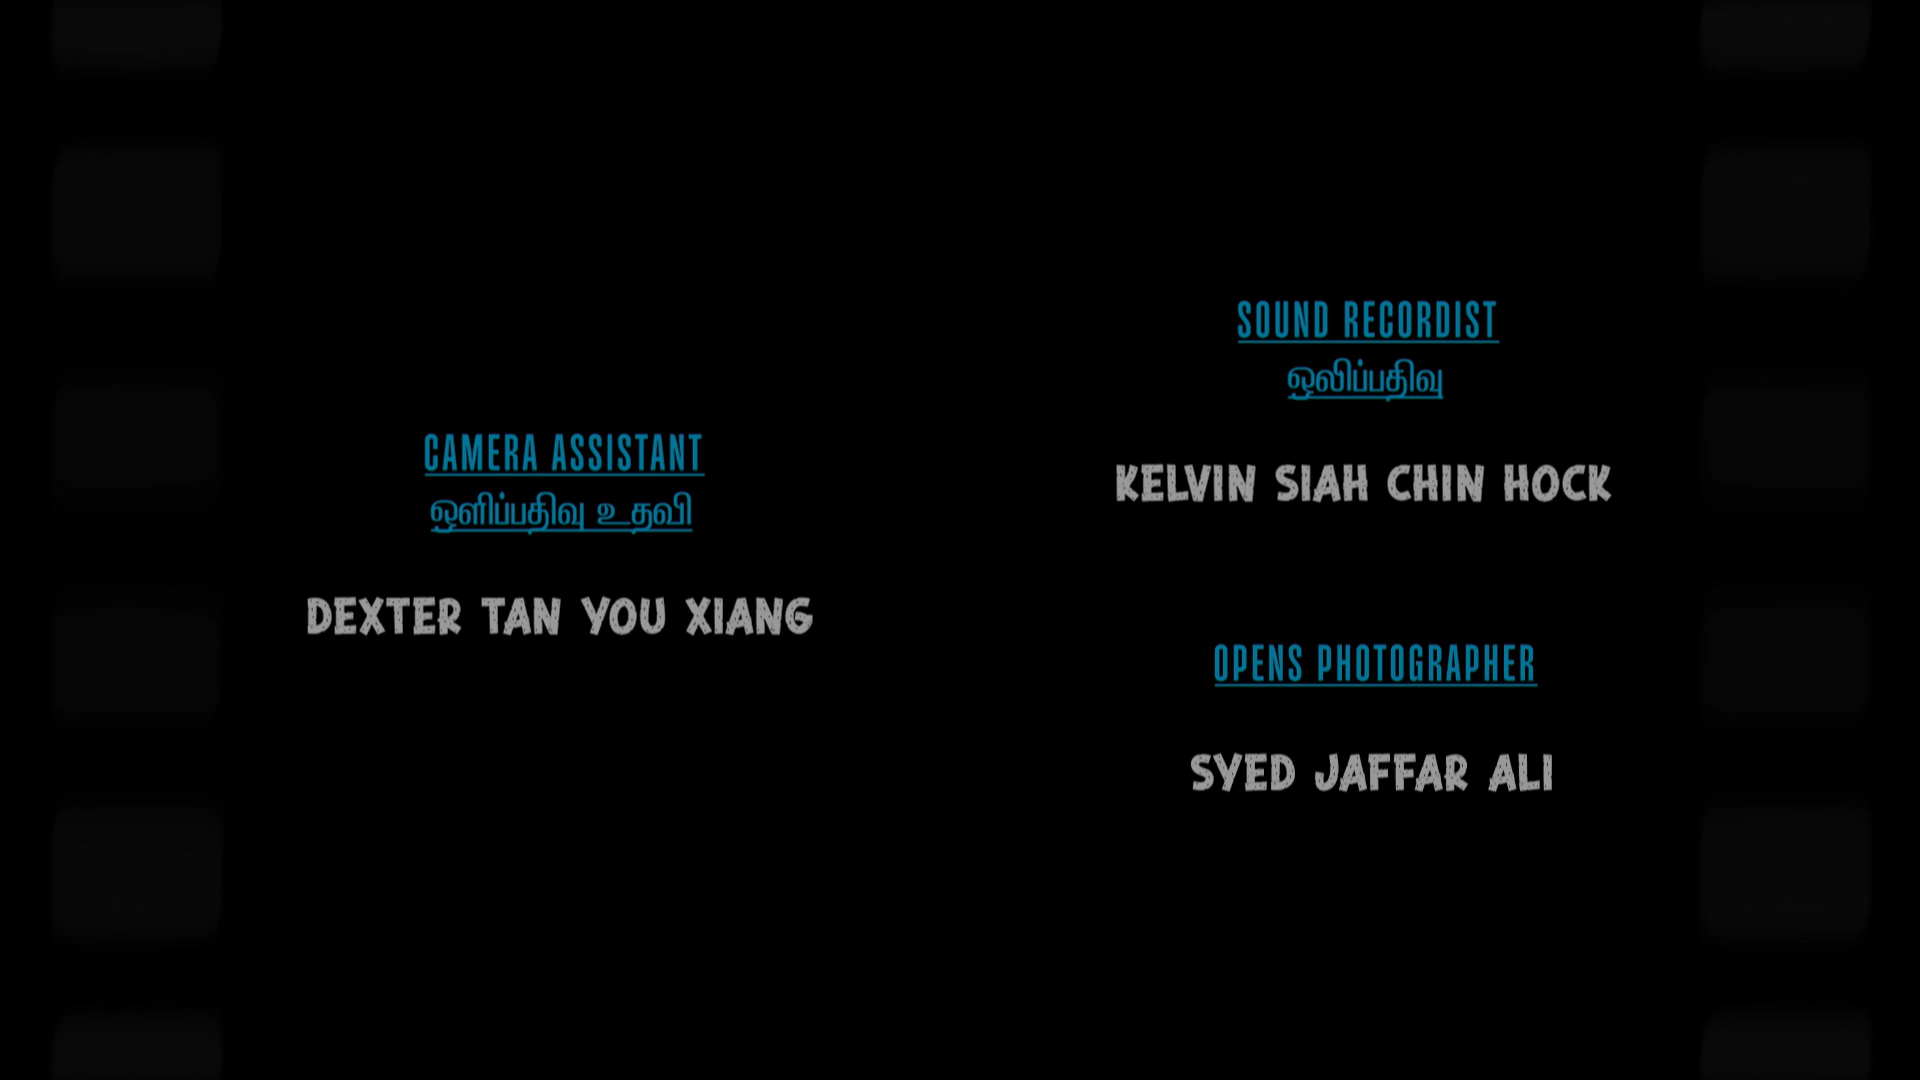 CAMERA ASSISTANT
ஒளிப்பதிவு உதவி
DEXTER TAN YOU XIANG
SOUND RECORDIST
ஒலிப்பதிவு
KELVIN SIAH CHIN HOCK
OPENS PHOTOGRAPHER
SYED JAFFAR ALI